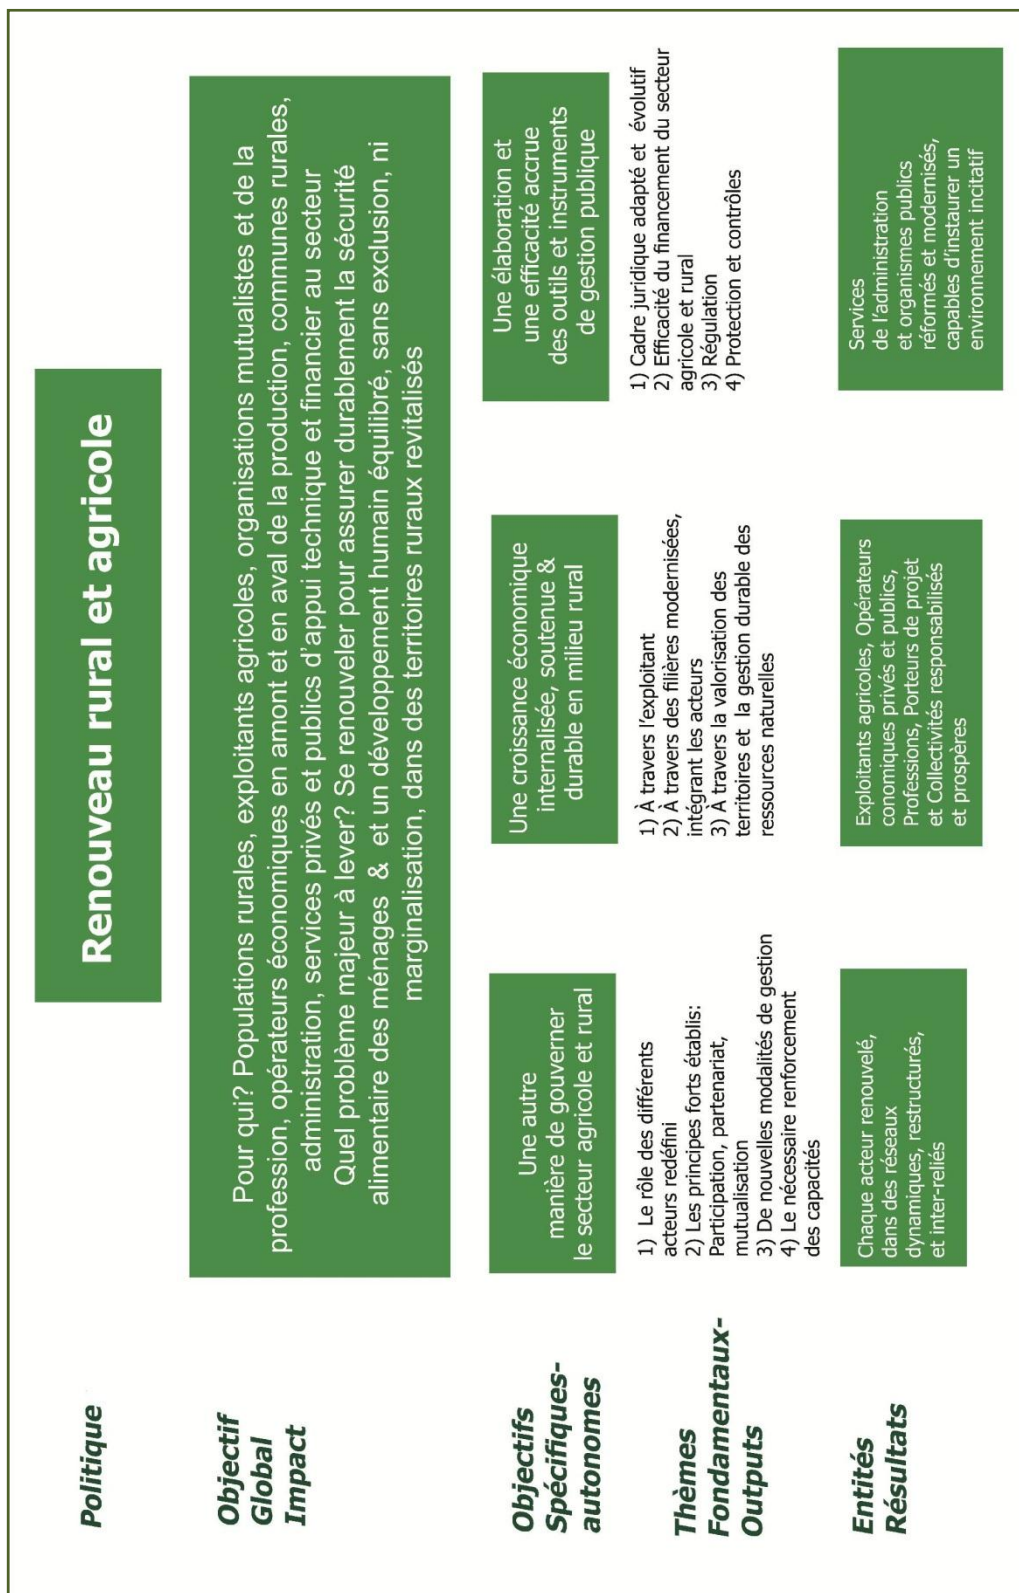 Politique
Renouveau rural et agricole
Objectif
Global
Impact
Pour qui? Populations rurales, exploitants agricoles, organisations mutualistes et de la
profession, opérateurs économiques en amont et en aval de la production, communes rurales,
administration, services privés et publics d'appui technique et financier au secteur
Quel problème majeur à lever? Se renouveler pour assurer durablement la sécurité
alimentaire des ménages & et un développement humain équilibré, sans exclusion, ni
marginalisation, dans des territoires ruraux revitalisés
Objectifs
Spécifiques-
autonomes
Une autre
manière de gouverner
le secteur agricole et rural
Une croissance économique
internalisée, soutenue &
durable en milieu rural
Une élaboration et
une efficacité accrue
des outils et instruments
de gestion publique
Thèmes
Fondamentaux-
Outputs
1) Le rôle des différents
acteurs redéfini
2) Les principes forts établis:
Participation, partenariat,
mutualisation
3) De nouvelles modalités de gestion
4) Le nécessaire renforcement
des capacités
1) À travers l'exploitant
2) À travers des filières modernisées,
intégrant les acteurs
3) À travers la valorisation des
territoires et la gestion durable des
ressources naturelles
1) Cadre juridique adapté et évolutif
2) Efficacité du financement du secteur
agricole et rural
3) Régulation
4) Protection et contrôles
Entités
Résultats
Chaque acteur renouvelé,
dans des réseaux
dynamiques, restructurés,
et inter-reliés
Exploitants agricoles, Opérateurs
conomiques privés et publics,
Professions, Porteurs de projet
et Collectivités responsabilisés
et prospères
Services
de l'administration
et organismes publics
réformés et modernisés,
capables d'instaurer un
environnement incitatif